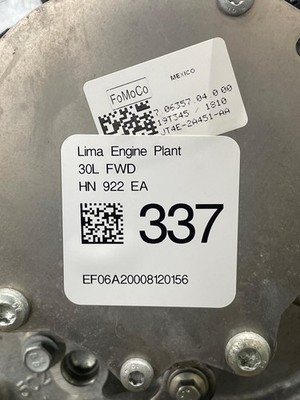 FoMoCo
MEXICO
7 06357 04 0 00
19T345 / 1810
JT4E-2A451-AA
Lima Engine Plant
30L FWD
HN 922 EA
337
EF06A20008120156